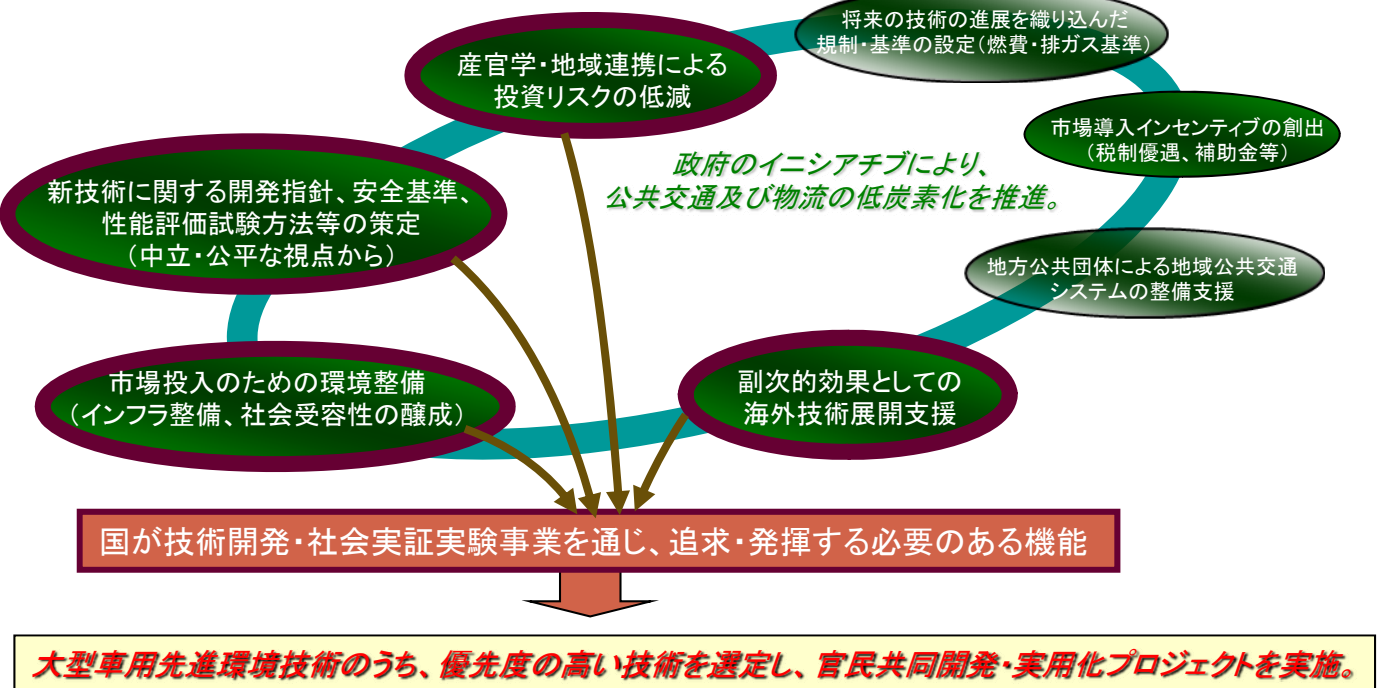 将来の技術の進展を織り込んだ
規制・基準の設定（燃費・排ガス基準）
産官学・地域連携による
投資リスクの低減
市場導入インセンティブの創出
（税制優遇、補助金等）
政府のイニシアチブにより、
公共交通及び物流の低炭素化を推進。
新技術に関する開発指針、安全基準、
性能評価試験方法等の策定
（中立・公平な視点から）
地方公共団体による地域公共交通
システムの整備支援
市場投入のための環境整備
（インフラ整備、社会受容性の醸成）
副次的効果としての
海外技術展開支援
国が技術開発・社会実証実験事業を通じ、追求・発揮する必要のある機能
大型車用先進環境技術のうち、優先度の高い技術を選定し、官民共同開発・実用化プロジェクトを実施。